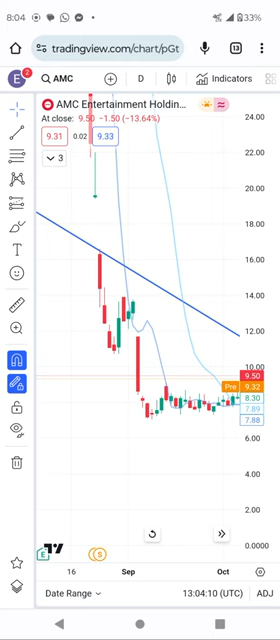 8:04
33%
tradingview.com/chart/pGt
13
E
2
AMC
D
Indicators
AMC Entertainment Holdin...
At close: 9.50 −1.50 (−13.64%)
9.31
0.02
9.33
3
24.00
22.00
20.00
18.00
16.00
14.00
12.00
10.00
9.50
Pre
9.32
8.30
7.89
7.88
6.00
4.00
2.00
0.0000
E
S
16
Sep
Oct
Date Range
13:04:10 (UTC)
ADJ